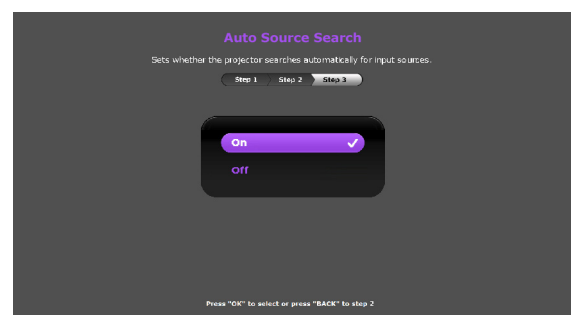 Auto Source Search
Sets whether the projector searches automatically for input sources.
Step 1 Step 2 Step 3
On
Off
Press "OK" to select or press "BACK" to step 2